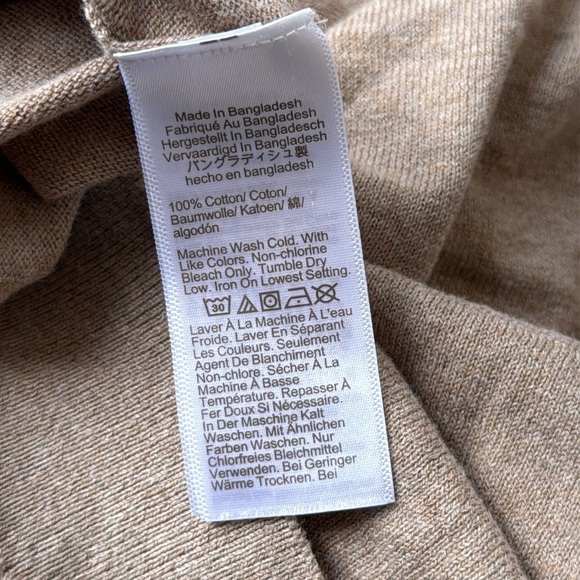 Made In Bangladesh
Fabriqué Au Bangladesh
Hergestellt In Bangladesch
Vervaardigd In Bangladesh
バングラディシュ製
hecho en bangladesh
100% Cotton/ Coton/
Baumwolle/ Katoen/ 綿/
algodón
Machine Wash Cold. With
Like Colors. Non-chlorine
Bleach Only. Tumble Dry
Low. Iron On Lowest Setting.
30
Laver À La Machine À L'eau
Froide. Laver En Séparant
Les Couleurs. Seulement
Agent De Blanchiment
Non-chlore. Sécher À La
Machine À Basse
Température. Repasser À
Fer Doux Si Nécessaire.
In Der Maschine Kalt
Waschen. Mit Ähnlichen
Farben Waschen. Nur
Chlorfreies Bleichmittel
Verwenden. Bei Geringer
Wärme Trocknen. Bei